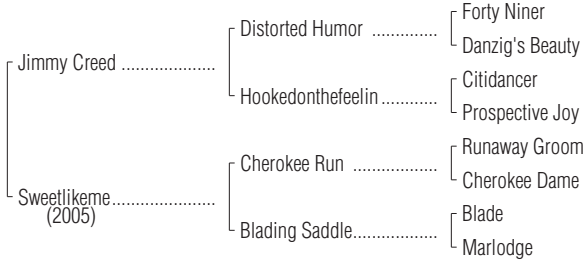 Forty Niner
Distorted Humor ..............
Danzig's Beauty
Jimmy Creed ....................
Citidancer
Hookedonthefeelin ............
Prospective Joy
Runaway Groom
Cherokee Run ..................
Cherokee Dame
Sweetlikeme ......................
(2005)
Blade
Blading Saddle ..................
Marlodge